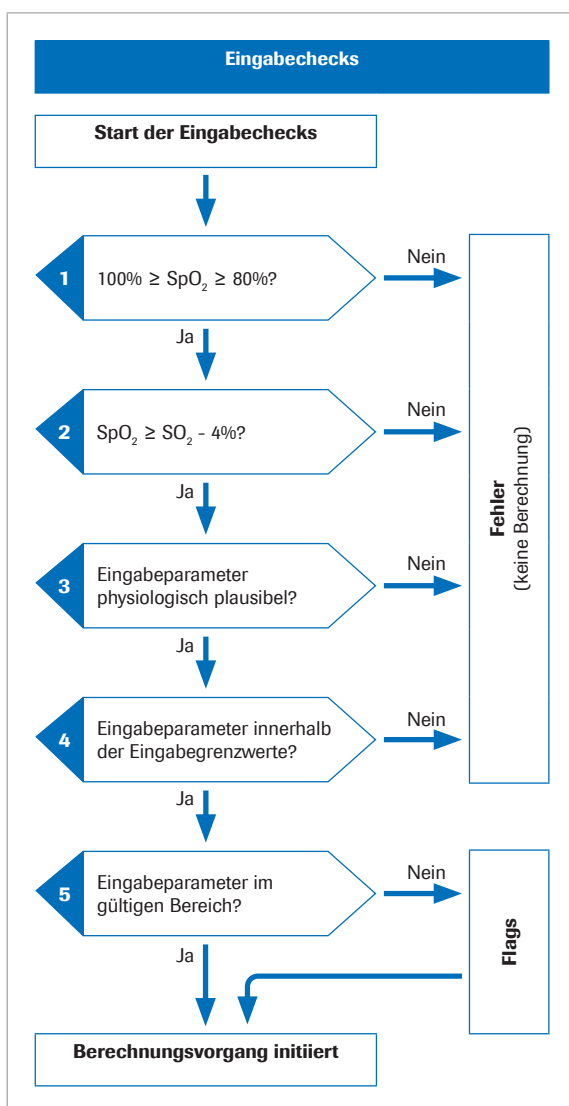 Eingabechecks
Start der Eingabechecks
1
100% ≥ SpO₂ ≥ 80%?
Nein
Ja
2
SpO₂ ≥ SO₂ - 4%?
Nein
Ja
3
Eingabeparameter
physiologisch plausibel?
Nein
Ja
4
Eingabeparameter innerhalb
der Eingabegrenzwerte?
Nein
Fehler
(keine Berechnung)
Ja
5
Eingabeparameter im
gültigen Bereich?
Nein
Flags
Ja
Berechnungsvorgang initiiert